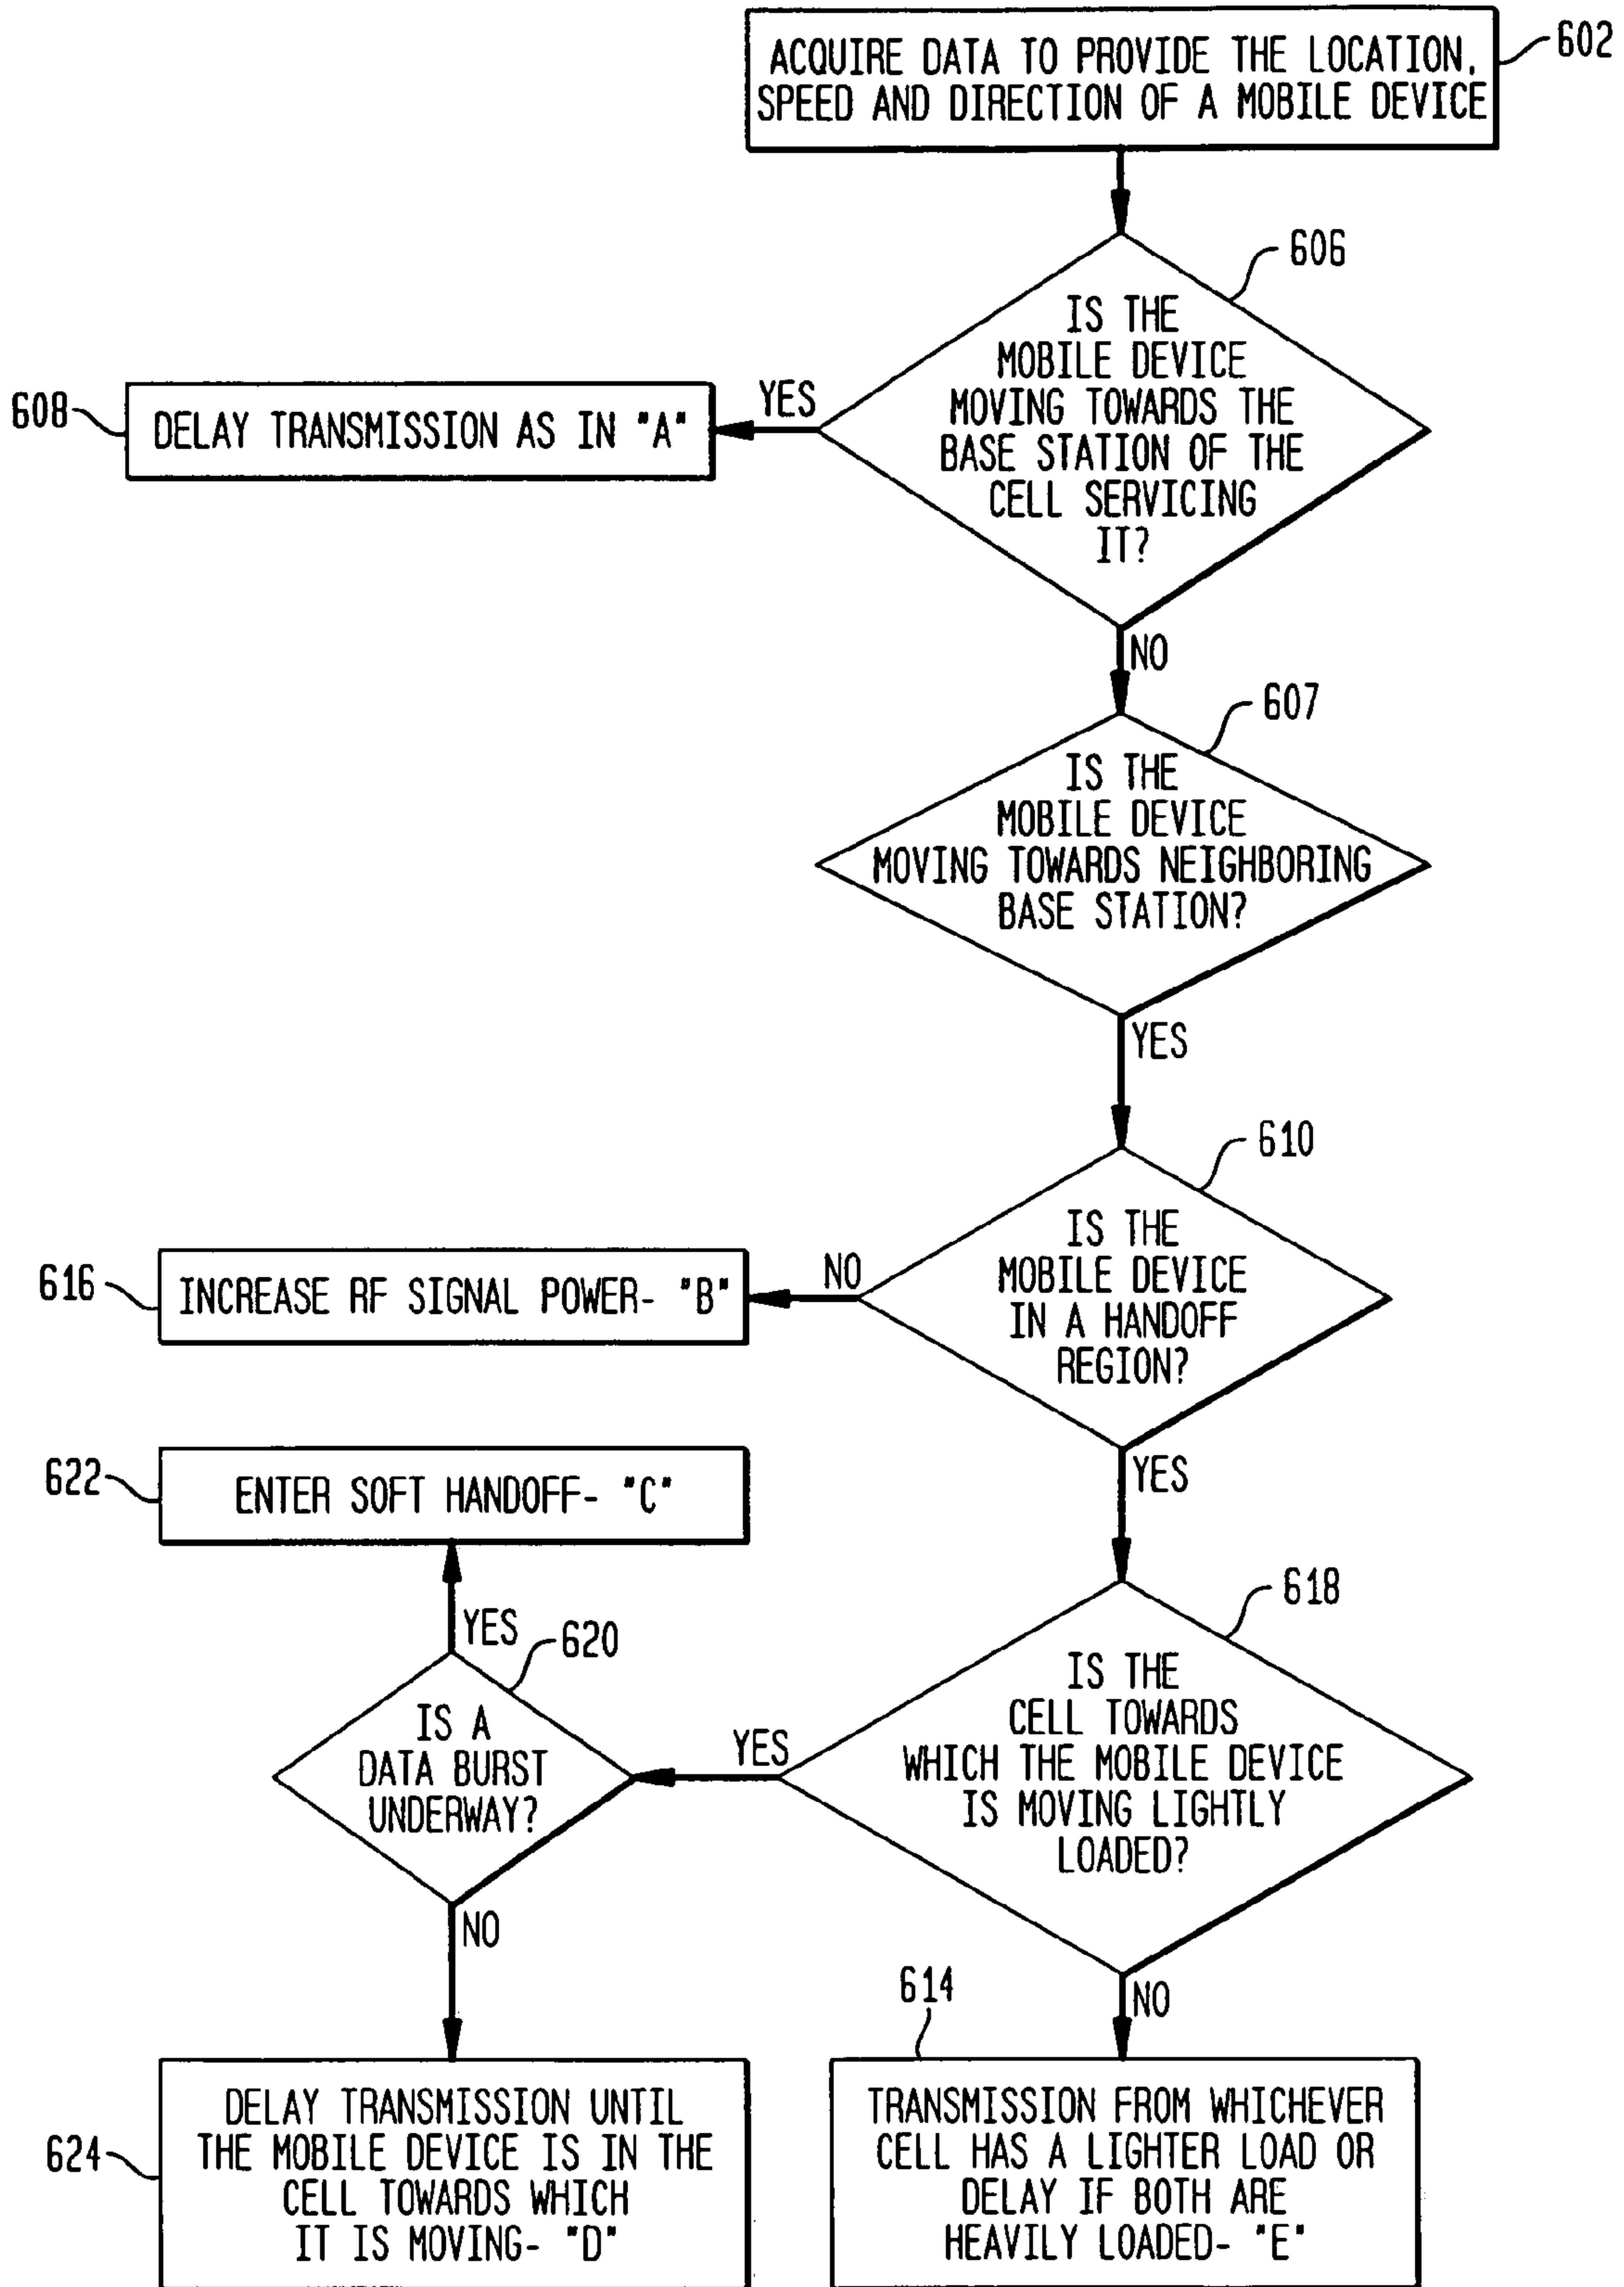 ACQUIRE DATA TO PROVIDE THE LOCATION,
SPEED AND DIRECTION OF A MOBILE DEVICE
602
606
IS THE
MOBILE DEVICE
MOVING TOWARDS THE
BASE STATION OF THE
CELL SERVICING
IT?
YES
608
DELAY TRANSMISSION AS IN "A"
NO
607
IS THE
MOBILE DEVICE
MOVING TOWARDS NEIGHBORING
BASE STATION?
YES
610
IS THE
MOBILE DEVICE
IN A HANDOFF
REGION?
NO
616
INCREASE RF SIGNAL POWER- "B"
YES
622
ENTER SOFT HANDOFF- "C"
618
IS THE
CELL TOWARDS
WHICH THE MOBILE DEVICE
IS MOVING LIGHTLY
LOADED?
YES
YES
620
IS A
DATA BURST
UNDERWAY?
NO
NO
614
624
DELAY TRANSMISSION UNTIL
THE MOBILE DEVICE IS IN THE
CELL TOWARDS WHICH
IT IS MOVING- "D"
TRANSMISSION FROM WHICHEVER
CELL HAS A LIGHTER LOAD OR
DELAY IF BOTH ARE
HEAVILY LOADED- "E"